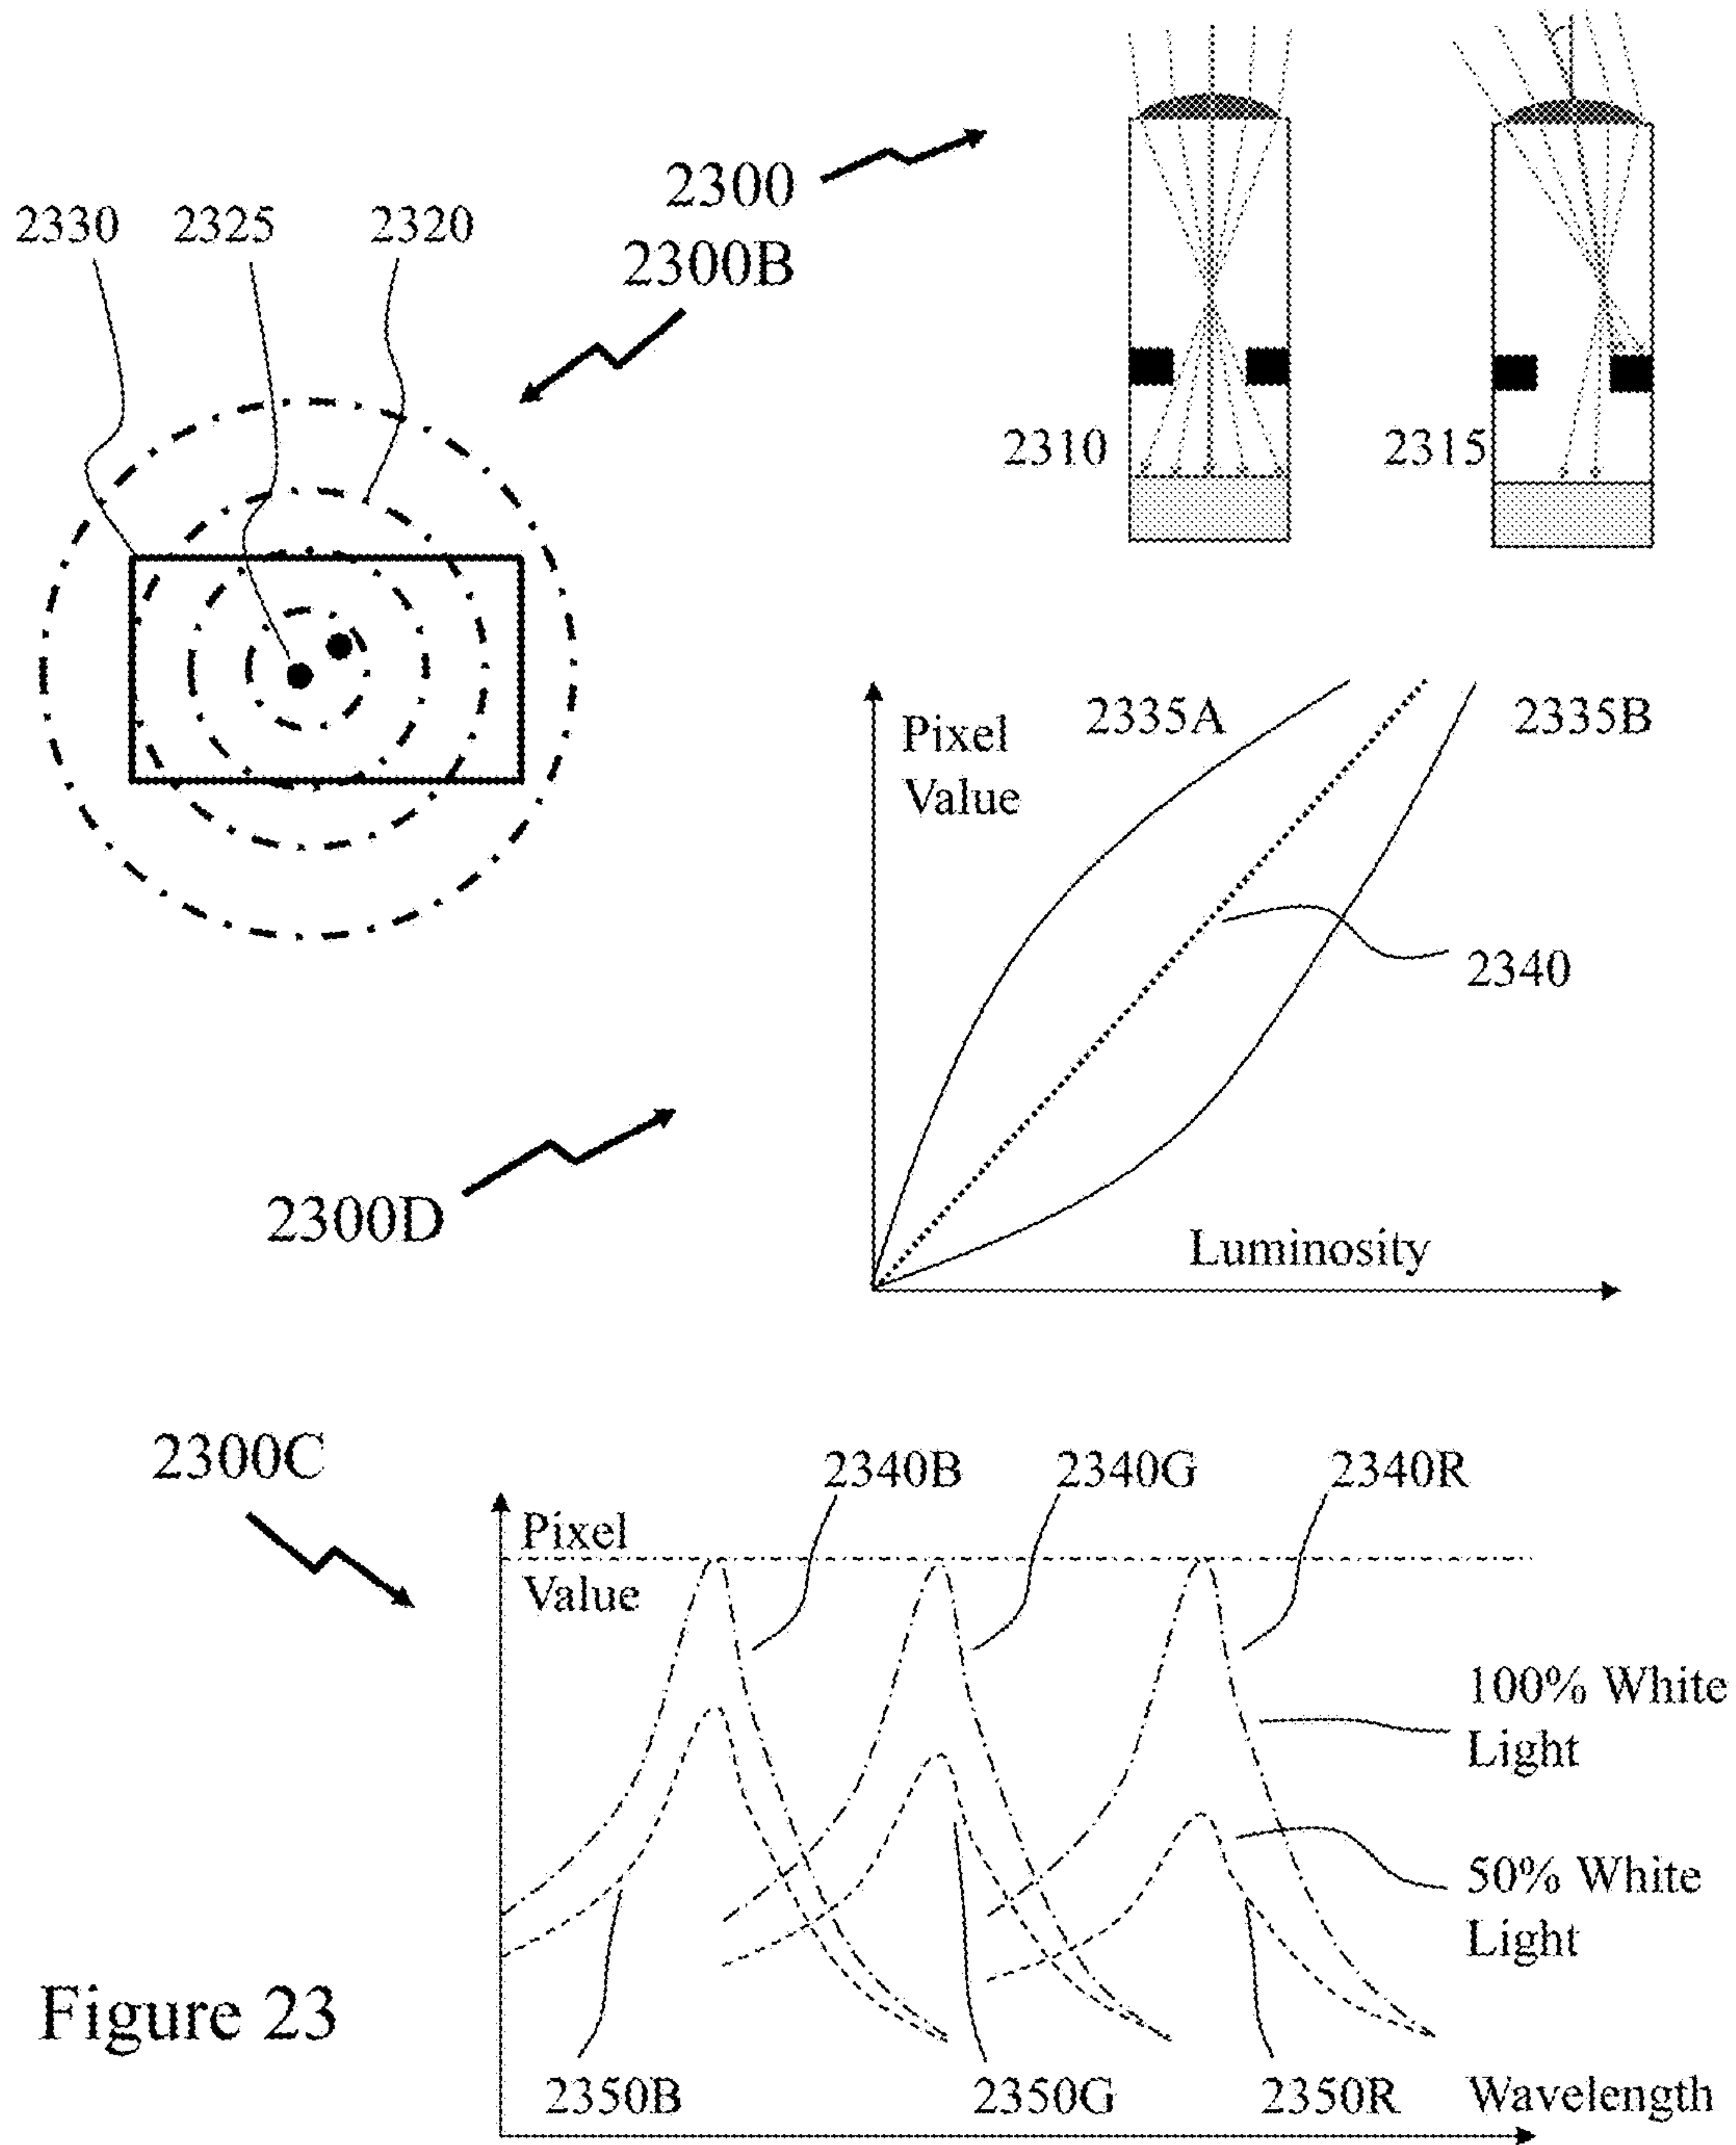 2300
2300B
2330
2325
2320
2310
2315
Pixel
Value
2335A
2335B
2340
2300D
Luminosity
2300C
2340B
2340G
2340R
Pixel
Value
100% White
Light
50% White
Light
Figure 23
2350B
2350G
2350R
Wavelength